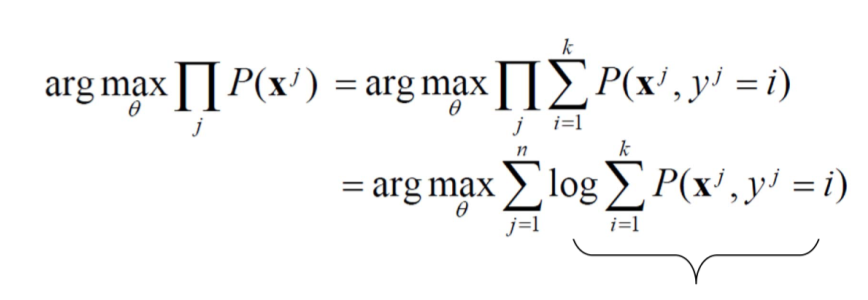 arg max_θ ∏_j P(x^j) = arg max_θ ∏_j ∑_{i=1}^k P(x^j, y^j = i)
= arg max_θ ∑_{j=1}^n log ∑_{i=1}^k P(x^j, y^j = i)